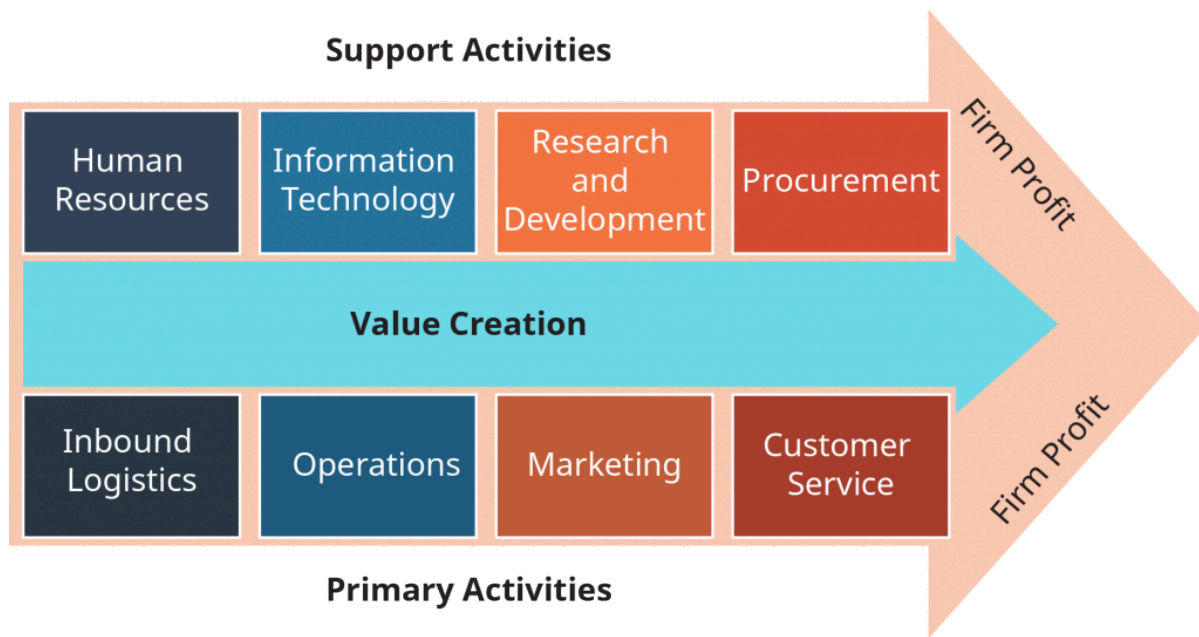 Support Activities
Human
Resources
Information
Technology
Research
and
Development
Procurement
Firm Profit
Value Creation
Inbound
Logistics
Operations
Marketing
Customer
Service
Firm Profit
Primary Activities